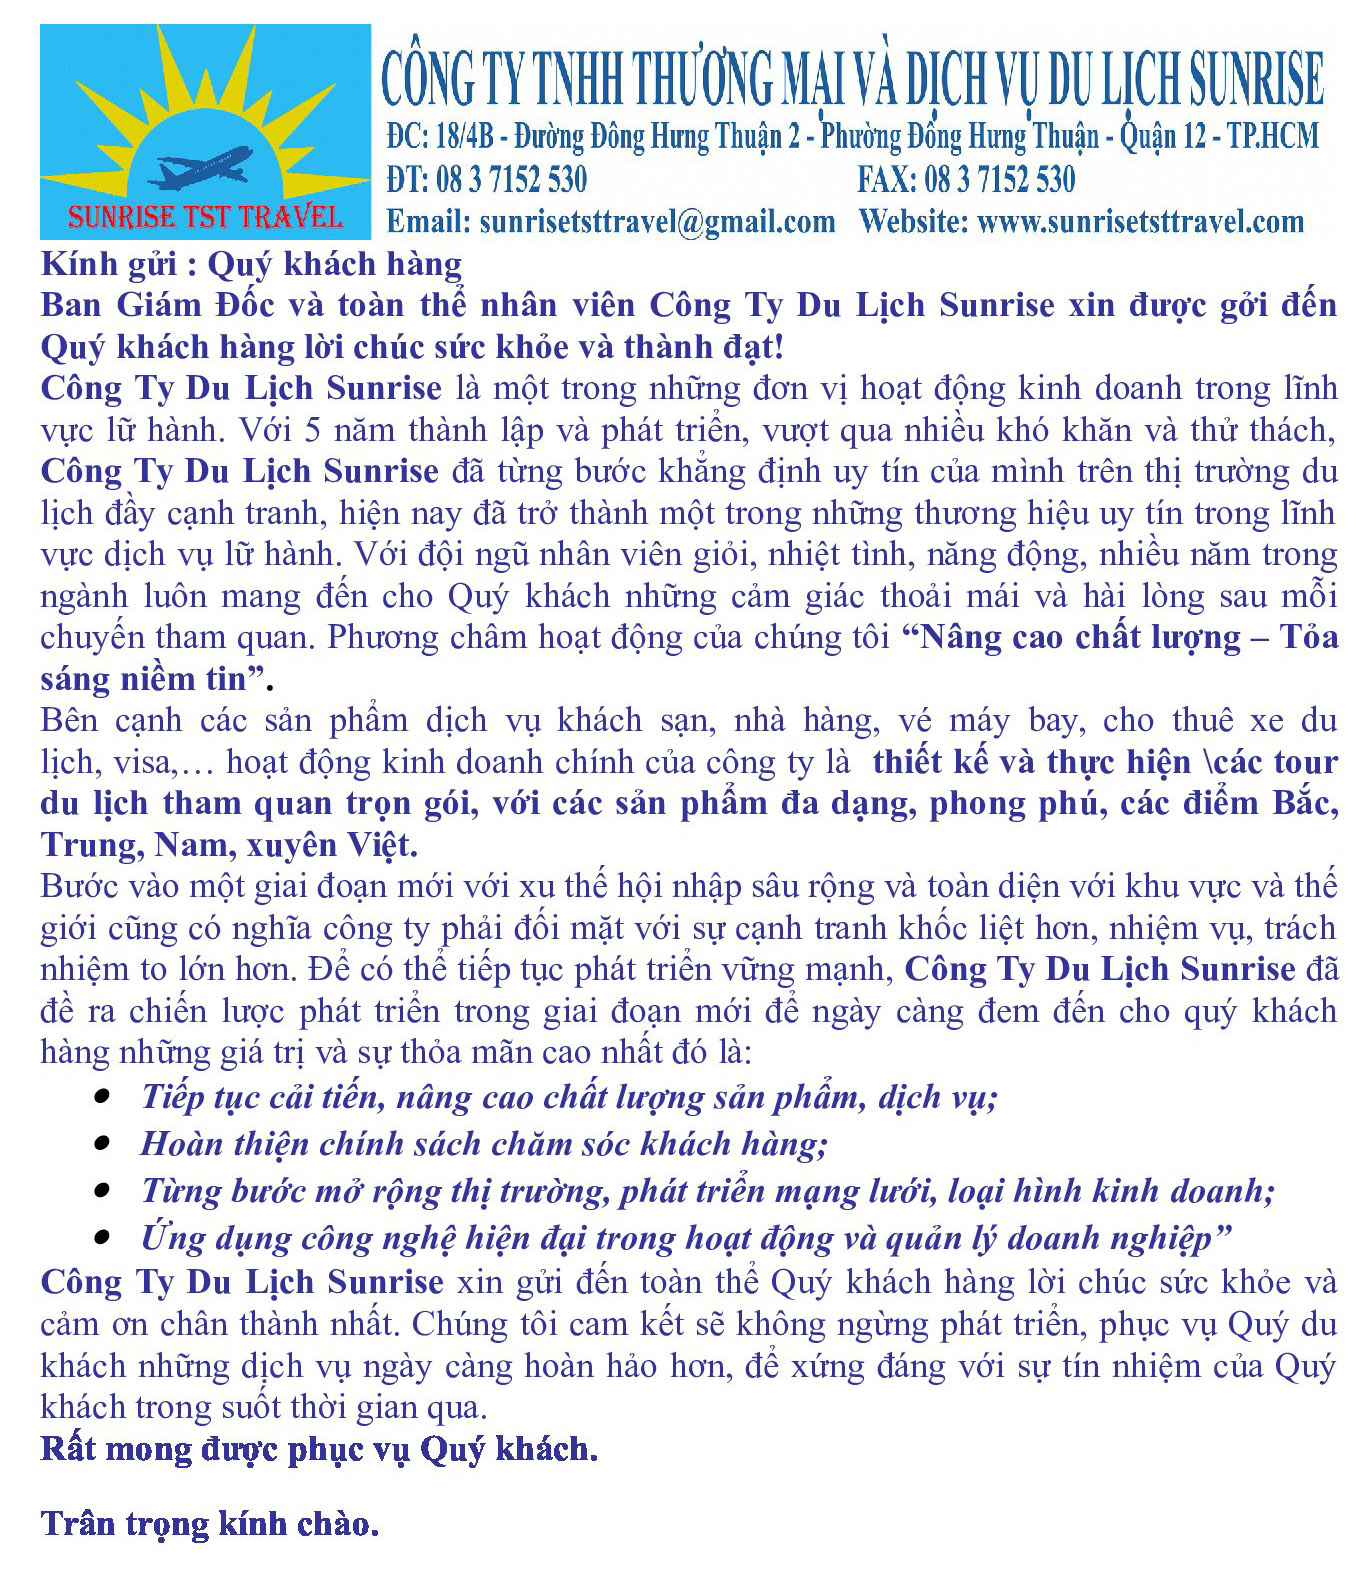 SUNRISE TST TRAVEL
CÔNG TY TNHH THƯƠNG MẠI VÀ DỊCH VỤ DU LỊCH SUNRISE
ĐC: 18/4B - Đường Đông Hưng Thuận 2 - Phường Đông Hưng Thuận - Quận 12 - TP.HCM
ĐT: 08 3 7152 530 FAX: 08 3 7152 530
Email: sunrisetsttravel@gmail.com Website: www.sunrisetsttravel.com
Kính gửi : Quý khách hàng
Ban Giám Đốc và toàn thể nhân viên Công Ty Du Lịch Sunrise xin được gởi đến
Quý khách hàng lời chúc sức khỏe và thành đạt!
Công Ty Du Lịch Sunrise là một trong những đơn vị hoạt động kinh doanh trong lĩnh
vực lữ hành. Với 5 năm thành lập và phát triển, vượt qua nhiều khó khăn và thử thách,
Công Ty Du Lịch Sunrise đã từng bước khẳng định uy tín của mình trên thị trường du
lịch đầy cạnh tranh, hiện nay đã trở thành một trong những thương hiệu uy tín trong lĩnh
vực dịch vụ lữ hành. Với đội ngũ nhân viên giỏi, nhiệt tình, năng động, nhiều năm trong
ngành luôn mang đến cho Quý khách những cảm giác thoải mái và hài lòng sau mỗi
chuyến tham quan. Phương châm hoạt động của chúng tôi “Nâng cao chất lượng – Tỏa
sáng niềm tin”.
Bên cạnh các sản phẩm dịch vụ khách sạn, nhà hàng, vé máy bay, cho thuê xe du
lịch, visa,… hoạt động kinh doanh chính của công ty là thiết kế và thực hiện \các tour
du lịch tham quan trọn gói, với các sản phẩm đa dạng, phong phú, các điểm Bắc,
Trung, Nam, xuyên Việt.
Bước vào một giai đoạn mới với xu thế hội nhập sâu rộng và toàn diện với khu vực và thế
giới cũng có nghĩa công ty phải đối mặt với sự cạnh tranh khốc liệt hơn, nhiệm vụ, trách
nhiệm to lớn hơn. Để có thể tiếp tục phát triển vững mạnh, Công Ty Du Lịch Sunrise đã
đề ra chiến lược phát triển trong giai đoạn mới để ngày càng đem đến cho quý khách
hàng những giá trị và sự thỏa mãn cao nhất đó là:
• Tiếp tục cải tiến, nâng cao chất lượng sản phẩm, dịch vụ;
• Hoàn thiện chính sách chăm sóc khách hàng;
• Từng bước mở rộng thị trường, phát triển mạng lưới, loại hình kinh doanh;
• Ứng dụng công nghệ hiện đại trong hoạt động và quản lý doanh nghiệp”
Công Ty Du Lịch Sunrise xin gửi đến toàn thể Quý khách hàng lời chúc sức khỏe và
cảm ơn chân thành nhất. Chúng tôi cam kết sẽ không ngừng phát triển, phục vụ Quý du
khách những dịch vụ ngày càng hoàn hảo hơn, để xứng đáng với sự tín nhiệm của Quý
khách trong suốt thời gian qua.
Rất mong được phục vụ Quý khách.
Trân trọng kính chào.